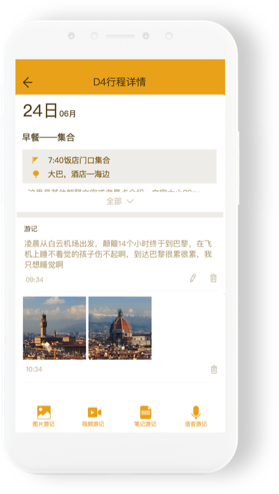 D4行程详情
24日06月
早餐——集合
7:40饭店门口集合
大巴，酒店—海边
全部
游记
凌晨从白云机场出发，颠颠14个小时终于到巴黎，在飞
机上睡不着觉的孩子伤不起啊，到达巴黎很累很累，我
只想睡觉啊
09:34
10:34
图片游记 视频游记 笔记游记 语音游记